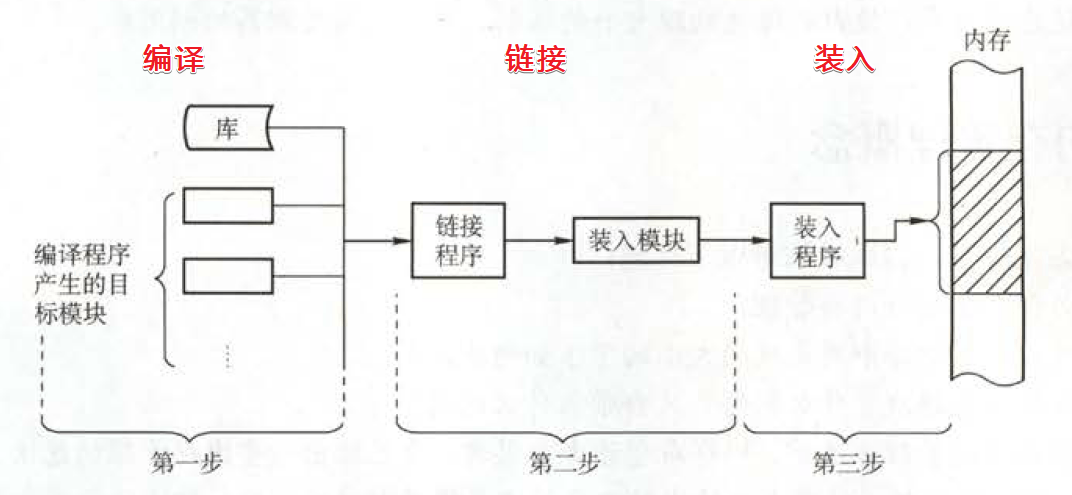 编译
链接
装入
内存
库
编译程序
产生的目
标模块
链接
程序
装入模块
装入
程序
第一步
第二步
第三步